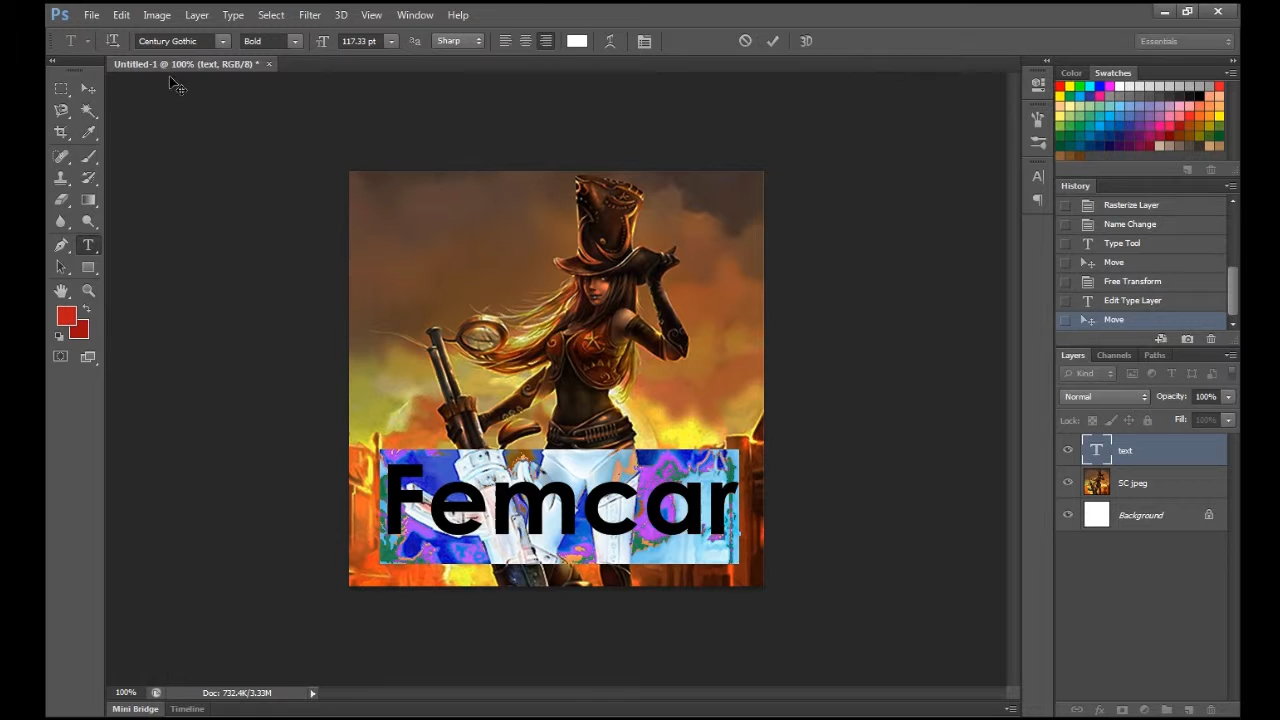 Ps File Edit Image Layer Type Select Filter 3D View Window Help
T Century Gothic Bold 117.33 pt Sharp 3D Essentials
Untitled-1 @ 100% (text, RGB/8) * ×
Color Swatches
History
Rasterize Layer
Name Change
T Type Tool
Move
Free Transform
T Edit Type Layer
Move
Layers Channels Paths
Kind
Normal Opacity: 100%
Lock: Fill: 100%
T text
SC jpeg
Background
Femcar
100% Doc: 732.4K/3.33M
Mini Bridge Timeline